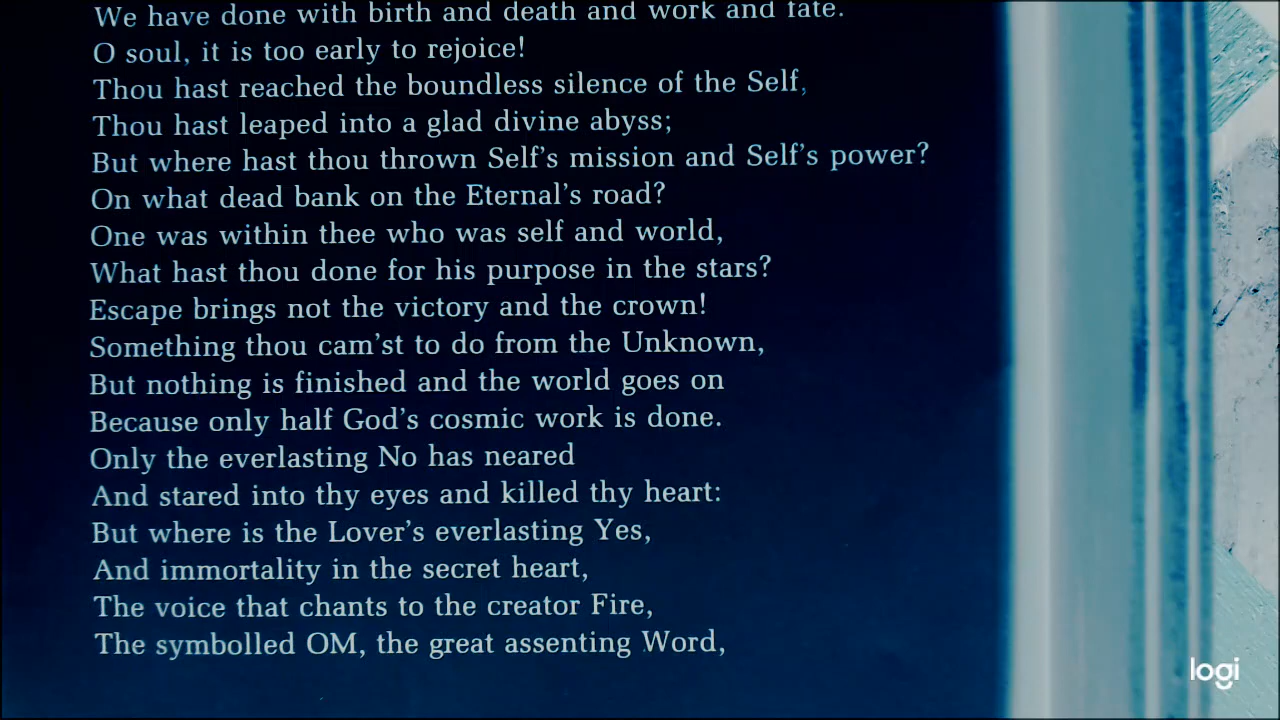 We have done with birth and death and work and fate.
O soul, it is too early to rejoice!
Thou hast reached the boundless silence of the Self,
Thou hast leaped into a glad divine abyss;
But where hast thou thrown Self's mission and Self's power?
On what dead bank on the Eternal's road?
One was within thee who was self and world,
What hast thou done for his purpose in the stars?
Escape brings not the victory and the crown!
Something thou cam'st to do from the Unknown,
But nothing is finished and the world goes on
Because only half God's cosmic work is done.
Only the everlasting No has neared
And stared into thy eyes and killed thy heart:
But where is the Lover's everlasting Yes,
And immortality in the secret heart,
The voice that chants to the creator Fire,
The symbolled OM, the great assenting Word,
logi